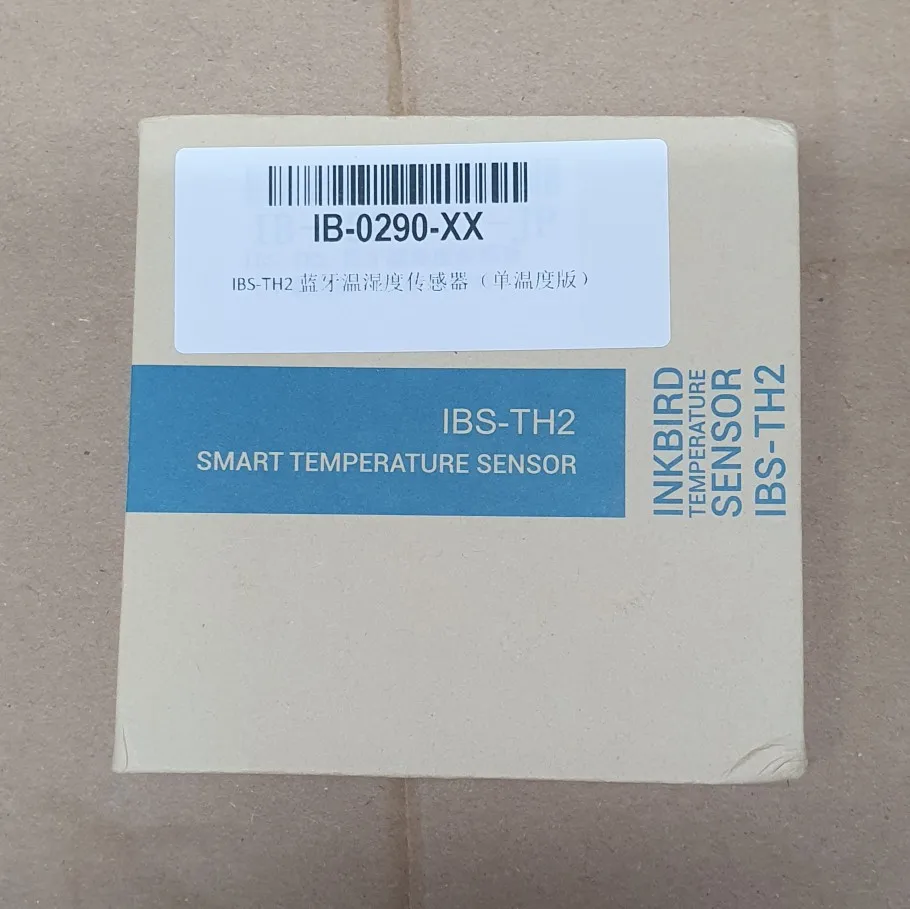 IB-0290-XX
IBS-TH2 蓝牙温湿度传感器（单温度版）
IBS-TH2
SMART TEMPERATURE SENSOR
INKBIRD
TEMPERATURE
SENSOR
IBS-TH2